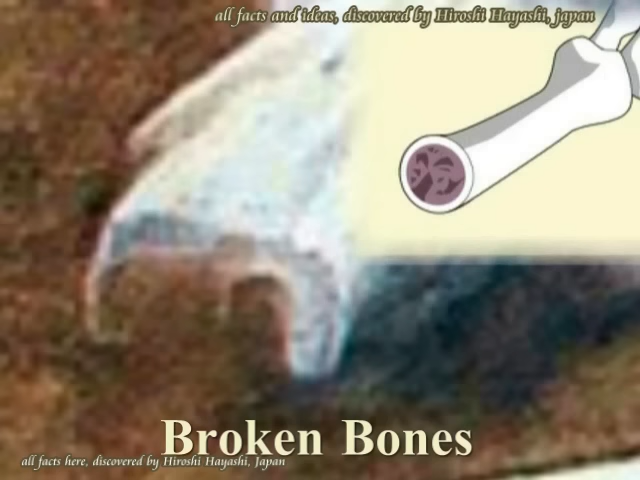 all facts and ideas, discovered by Hiroshi Hayashi, japan
Broken Bones
all facts here, discovered by Hiroshi Hayashi, Japan